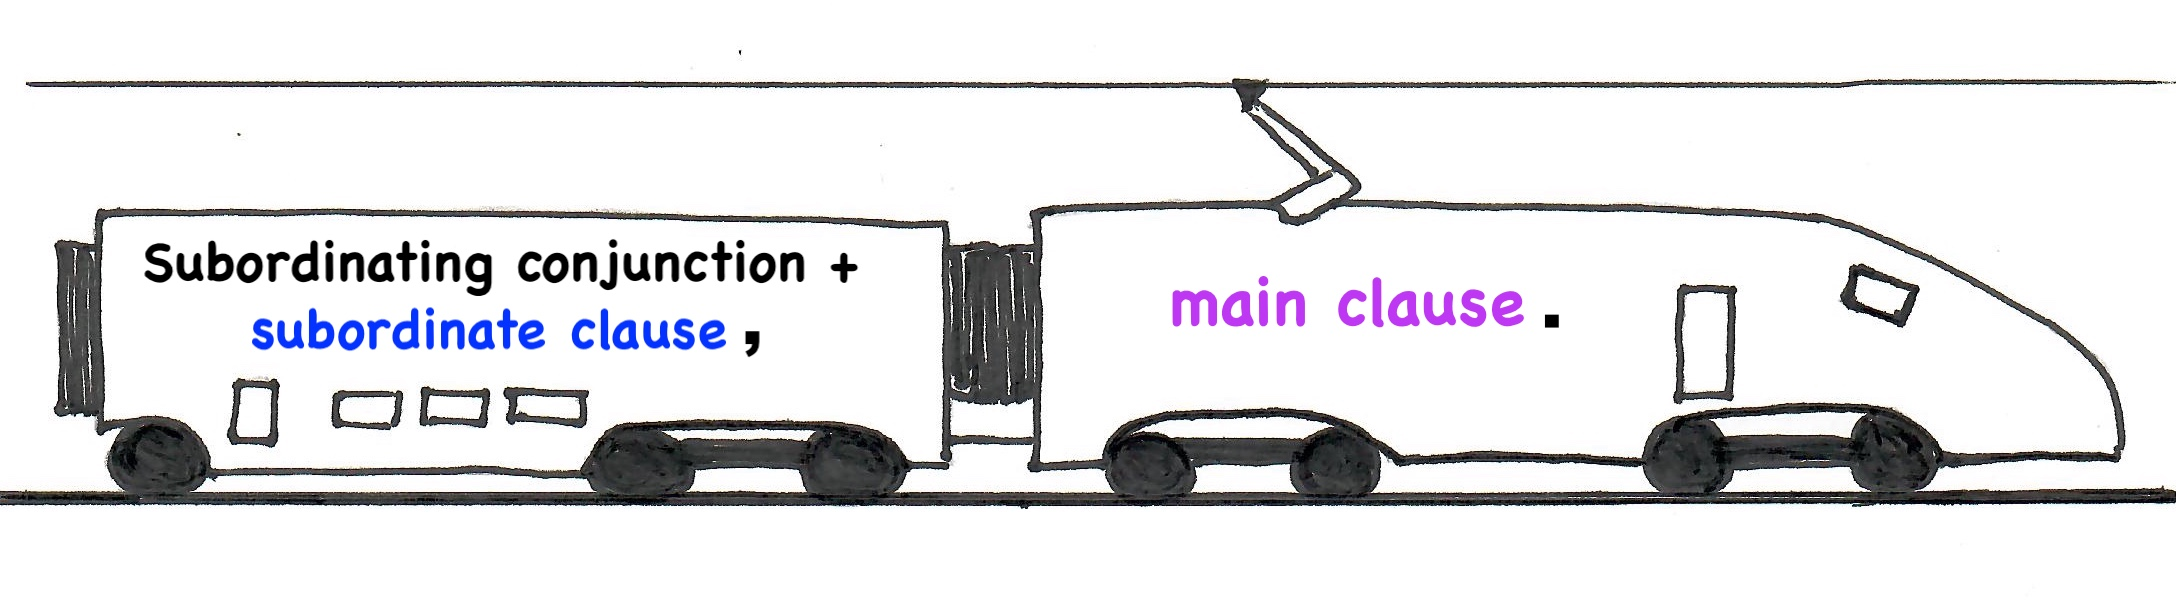 Subordinating conjunction +
subordinate clause,
main clause.